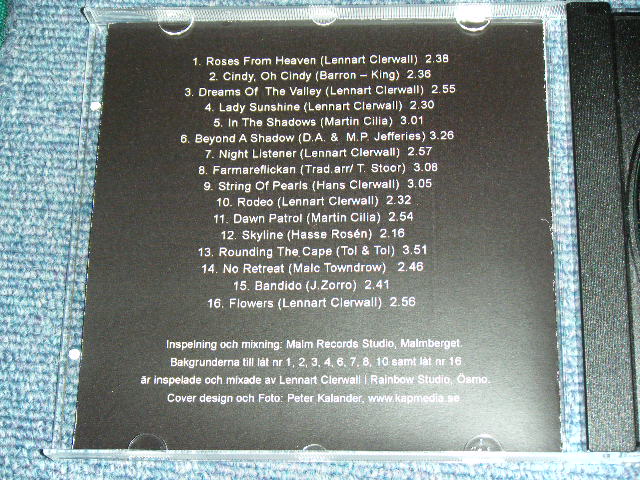 1. Roses From Heaven (Lennart Clerwall) 2.38
2. Cindy, Oh Cindy (Barron – King) 2.36
3. Dreams Of The Valley (Lennart Clerwall) 2.55
4. Lady Sunshine (Lennart Clerwall) 2.30
5. In The Shadows (Martin Cilia) 3.01
6. Beyond A Shadow (D.A. & M.P. Jefferies) 3.26
7. Night Listener (Lennart Clerwall) 2.57
8. Farmareflickan (Trad.arr/ T. Stoor) 3.08
9. String Of Pearls (Hans Clerwall) 3.05
10. Rodeo (Lennart Clerwall) 2.32
11. Dawn Patrol (Martin Cilia) 2.54
12. Skyline (Hasse Rosén) 2.16
13. Rounding The Cape (Tol & Tol) 3.51
14. No Retreat (Malc Towndrow) 2.46
15. Bandido (J.Zorro) 2.41
16. Flowers (Lennart Clerwall) 2.56
Inspelning och mixning: Malm Records Studio, Malmberget.
Bakgrunderna till låt nr 1, 2, 3, 4, 6, 7, 8, 10 samt låt nr 16
är inspelade och mixade av Lennart Clerwall i Rainbow Studio, Ösmo.
Cover design och Foto: Peter Kalander, www.kapmedia.se